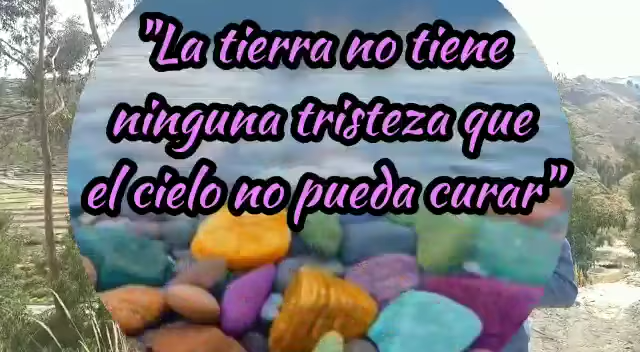 "La tierra no tiene
ninguna tristeza que
el cielo no pueda curar"